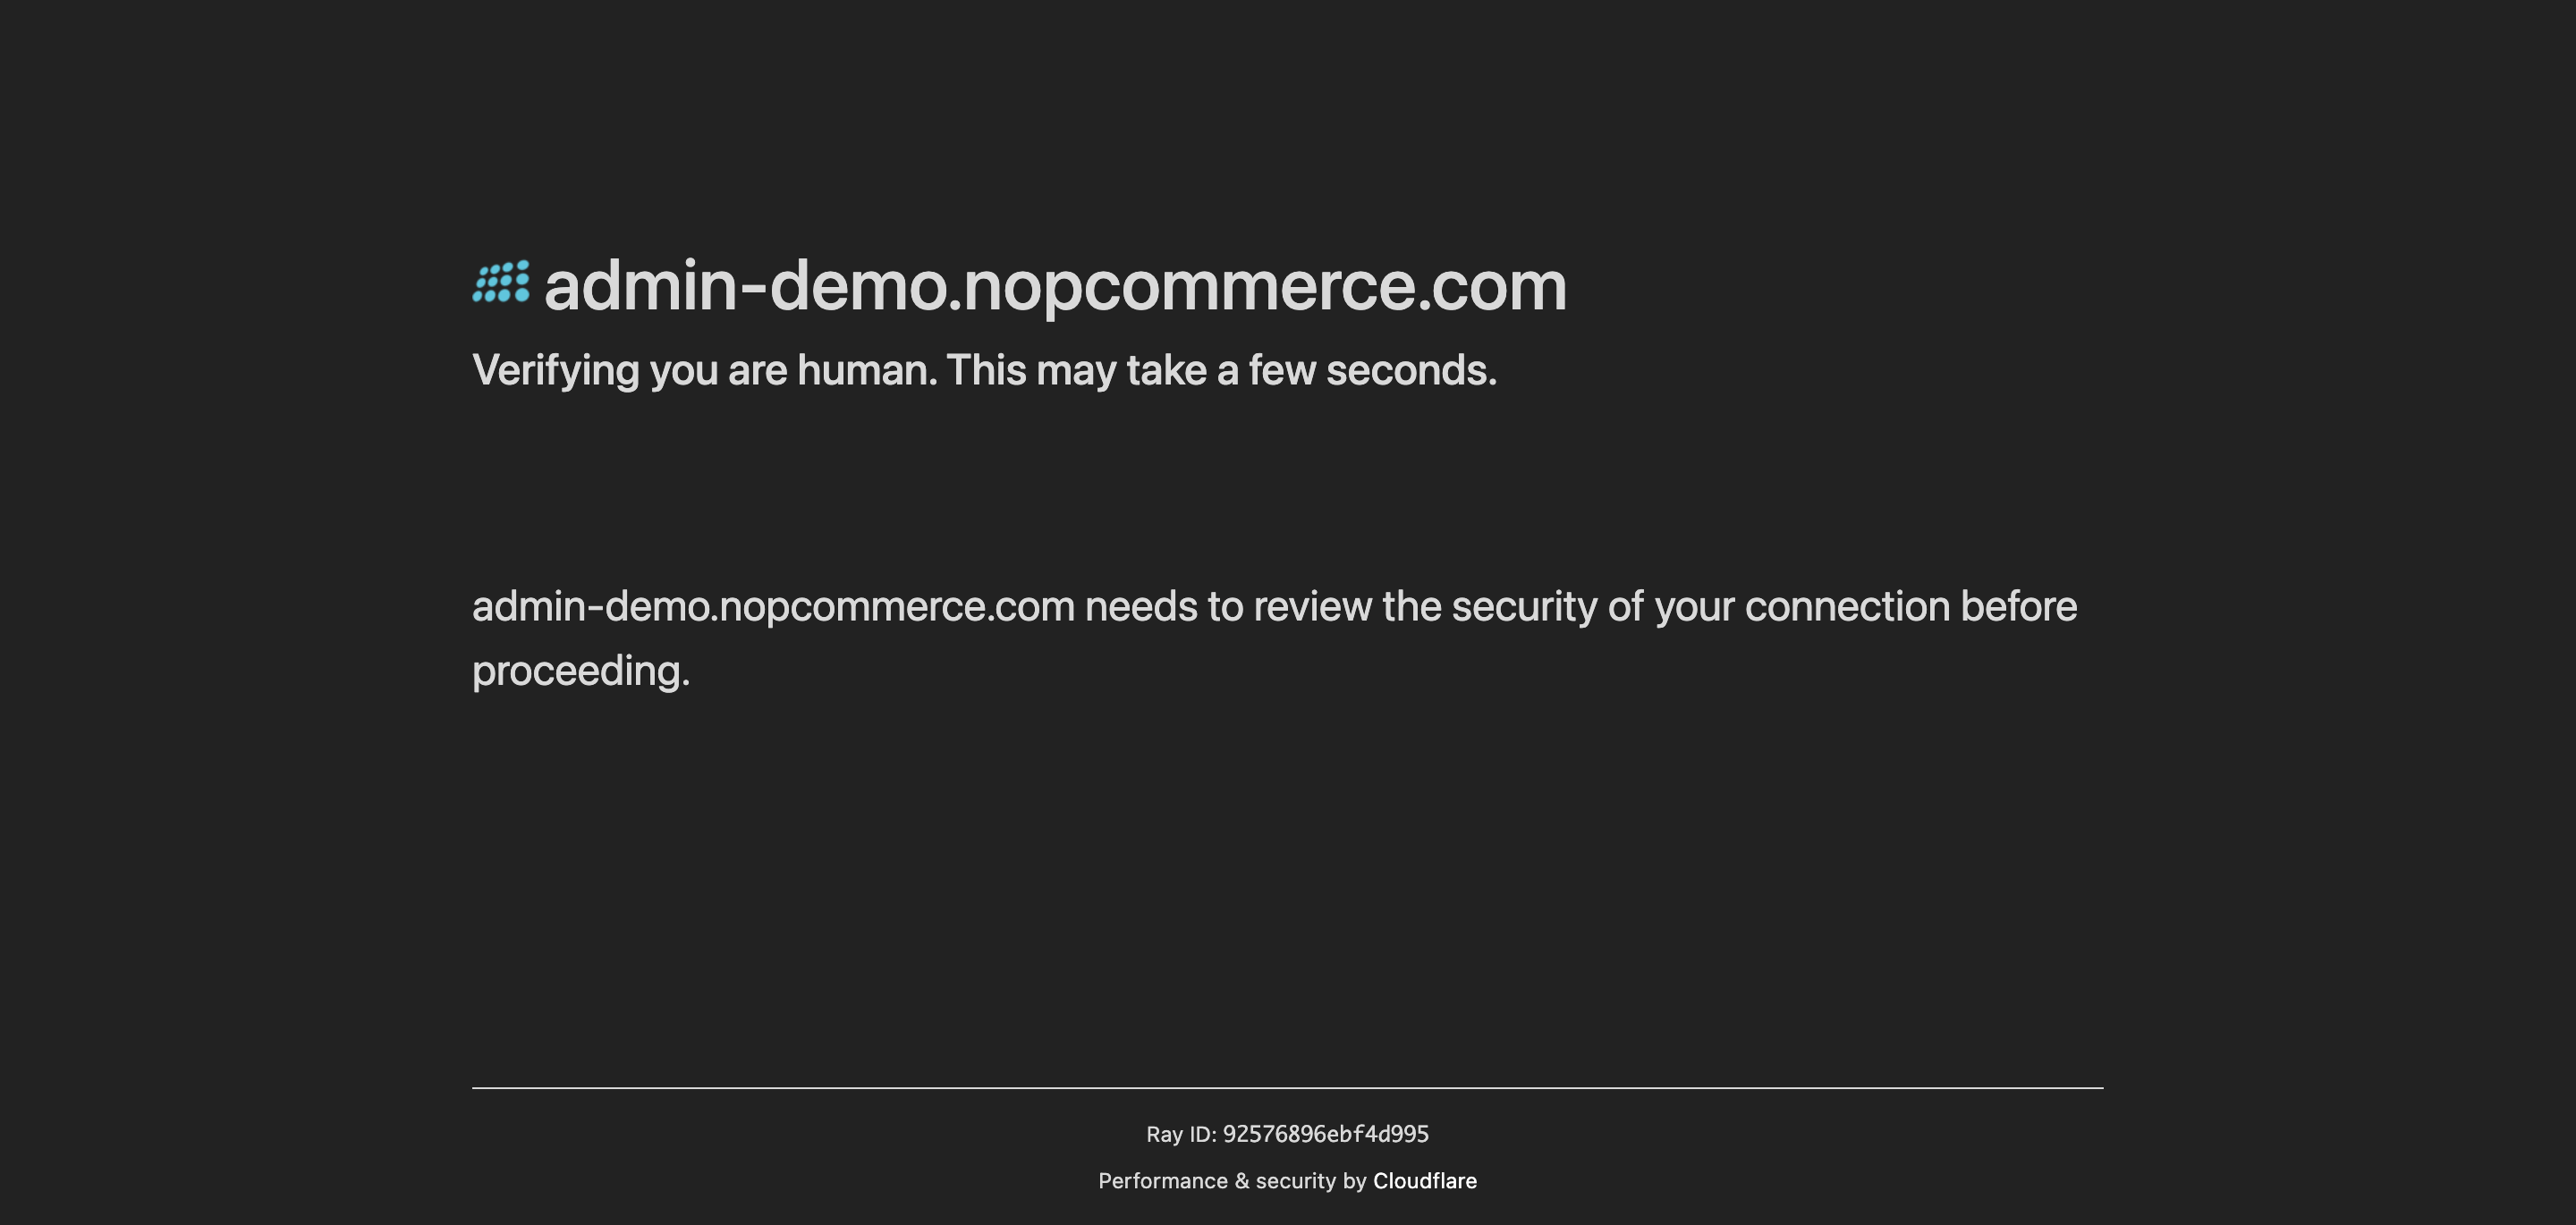 admin-demo.nopcommerce.com
Verifying you are human. This may take a few seconds.
admin-demo.nopcommerce.com needs to review the security of your connection before
proceeding.
Ray ID: 92576896ebf4d995
Performance & security by Cloudflare